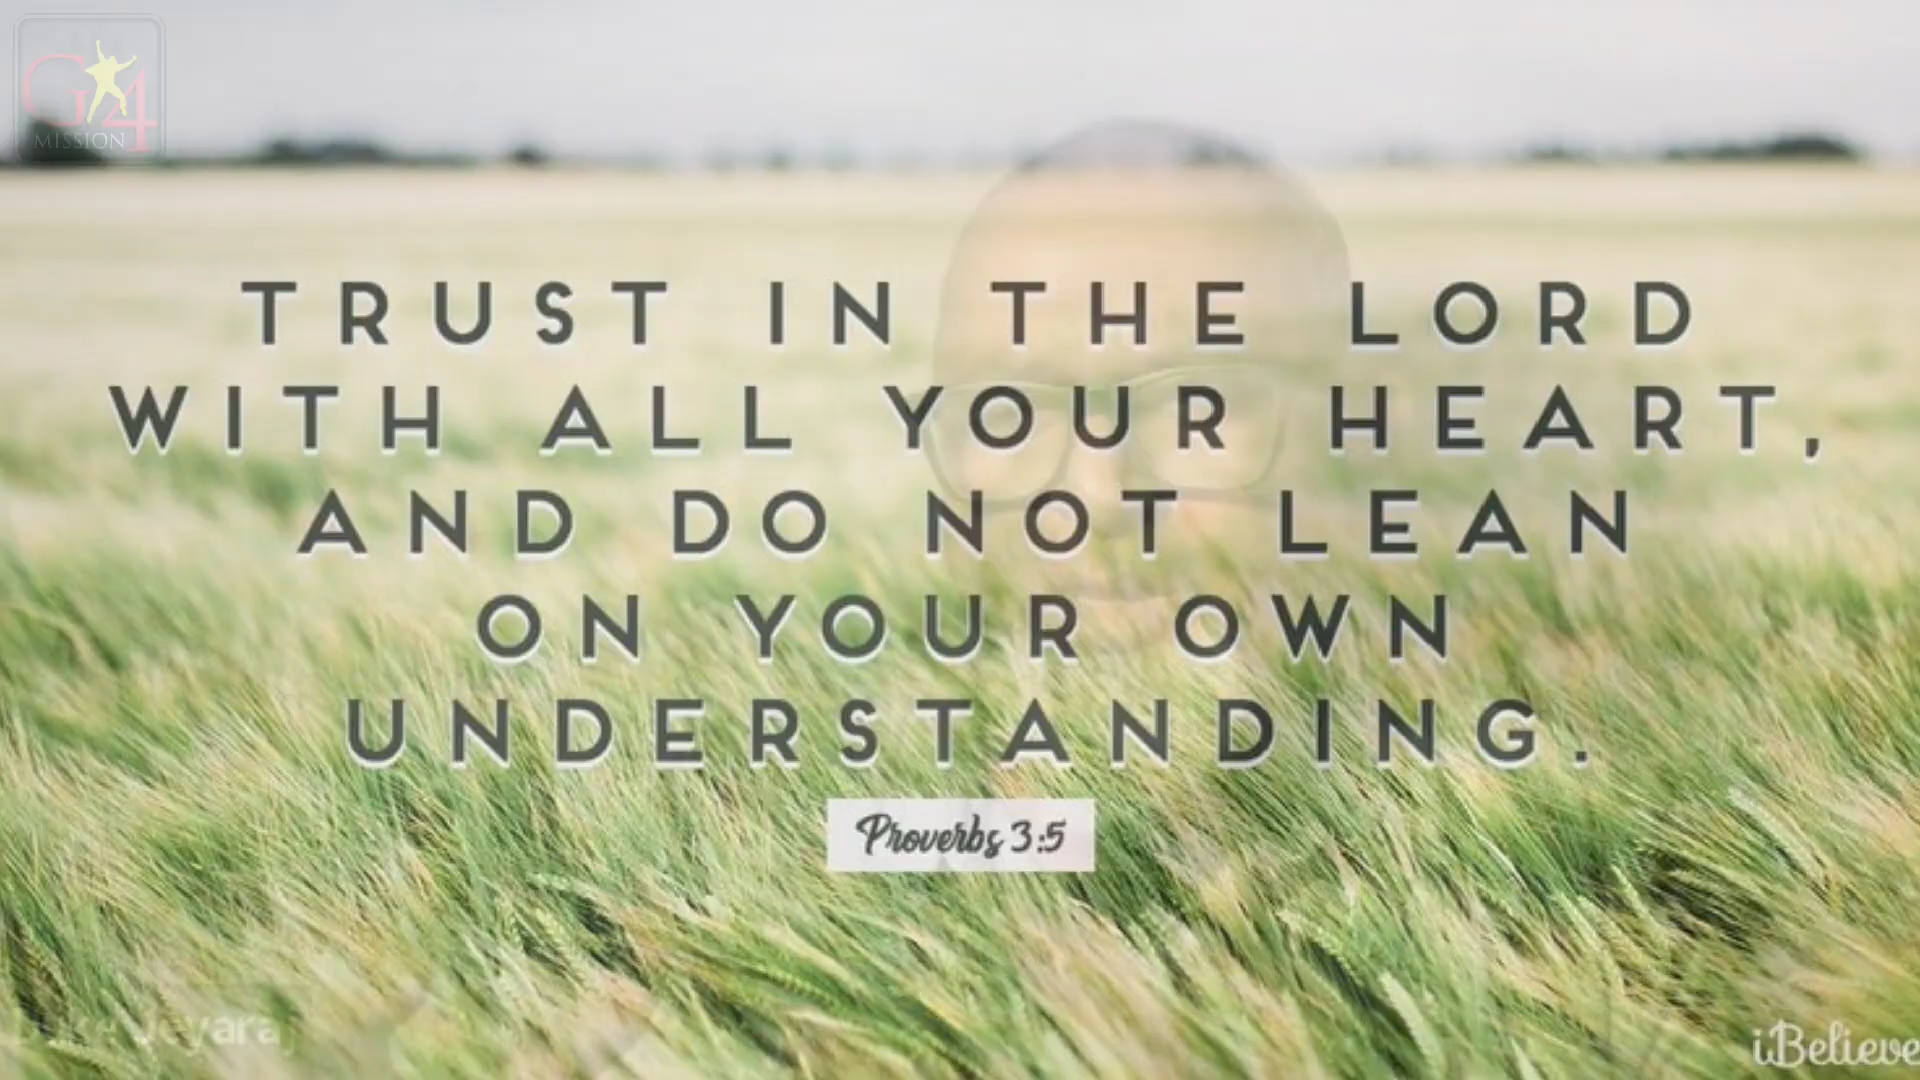 G4
MISSION
TRUST IN THE LORD
WITH ALL YOUR HEART,
AND DO NOT LEAN
ON YOUR OWN
UNDERSTANDING.
Proverbs 3:5
iBelieve